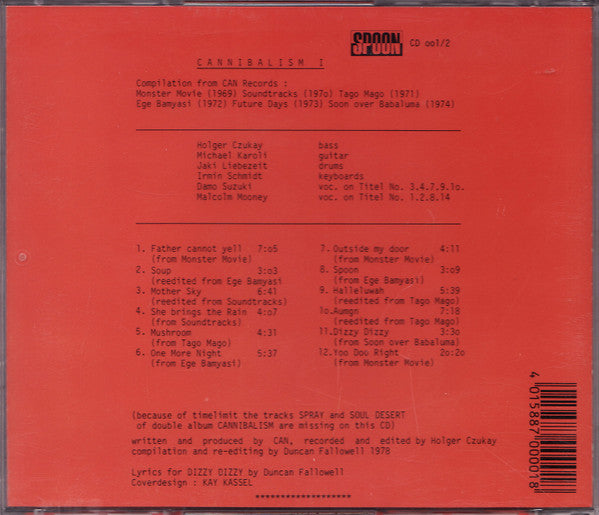 SPOON CD oo1/2
CANNIBALISM I
Compilation from CAN Records :
Monster Movie (1969) Soundtracks (197o) Tago Mago (1971)
Ege Bamyasi (1972) Future Days (1973) Soon over Babaluma (1974)
Holger Czukay bass
Michael Karoli guitar
Jaki Liebezeit drums
Irmin Schmidt keyboards
Damo Suzuki voc. on Titel No. 3.4.7.9.1o.
Malcolm Mooney voc. on Titel No. 1.2.8.14
1. Father cannot yell 7:o5
(from Monster Movie)
2. Soup 3:o3
(reedited from Ege Bamyasi
3. Mother Sky 6:41
(reedited from Soundtracks)
4. She brings the Rain 4:o7
(from Soundtracks)
5. Mushroom 4:31
(from Tago Mago)
6. One More Night 5:37
(from Ege Bamyasi)
7. Outside my door 4:11
(from Monster Movie)
8. Spoon 3:o9
(from Ege Bamyasi)
9. Halleluwah 5:39
(reedited from Tago Mago)
1o. Aumgn 7:18
(reedited from Tago Mago)
11. Dizzy Dizzy 3:3o
(from Soon over Babaluma)
12. Yoo Doo Right 2o:2o
(from Monster Movie)
(because of timelimit the tracks SPRAY and SOUL DESERT
of double album CANNIBALISM are missing on this CD)
written and produced by CAN, recorded and edited by Holger Czukay
compilation and re-editing by Duncan Fallowell 1978
Lyrics for DIZZY DIZZY by Duncan Fallowell
Coverdesign : KAY KASSEL
********************
4 015887 000018